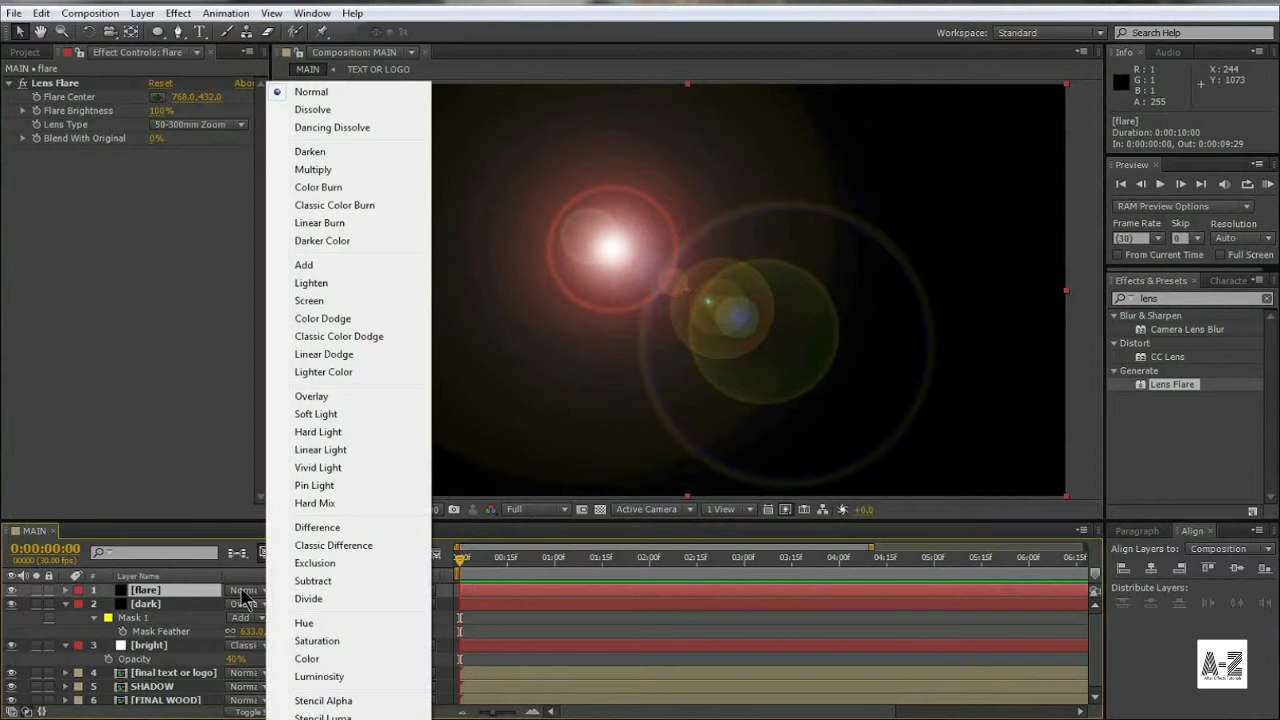 File Edit Composition Layer Effect Animation View Window Help
Workspace: Standard
Search Help
Project
Effect Controls: flare
MAIN • flare
fx Lens Flare Reset Abo
Flare Center 768.0,432.0
Flare Brightness 100%
Lens Type 50-300mm Zoom
Blend With Original 0%
Composition: MAIN
MAIN TEXT OR LOGO
Normal
Dissolve
Dancing Dissolve
Darken
Multiply
Color Burn
Classic Color Burn
Linear Burn
Darker Color
Add
Lighten
Screen
Color Dodge
Classic Color Dodge
Linear Dodge
Lighter Color
Overlay
Soft Light
Hard Light
Linear Light
Vivid Light
Pin Light
Hard Mix
Difference
Classic Difference
Exclusion
Subtract
Divide
Hue
Saturation
Color
Luminosity
Stencil Alpha
Stencil Luma
Full Active Camera 1 View +0.0
Info Audio
R: 1 X: 244
G: 1 Y: 1073
B: 1
A: 255
[flare]
Duration: 0:00:10:00
In: 0:00:00:00, Out: 0:00:09:29
Preview
RAM Preview Options
Frame Rate Skip Resolution
(30) 0 Auto
From Current Time Full Screen
Effects & Presets Characte
lens
Blur & Sharpen
Camera Lens Blur
Distort
CC Lens
Generate
Lens Flare
MAIN
0:00:00:00
00000 (30.00 fps)
# Layer Name
1 [flare] Norma
2 [dark]
Mask 1 Add
Mask Feather 633.0,
3 [bright] Classi
Opacity 40%
4 [final text or logo] Norma
5 SHADOW Norma
6 [FINAL WOOD] Norma
Toggle S
00:15f 01:00f 01:15f 02:00f 02:15f 03:00f 03:15f 04:00f 04:15f 05:00f 05:15f 06:00f 06:15f
Paragraph Align
Align Layers to: Composition
Distribute Layers:
A-Z
After Effects Tutorials